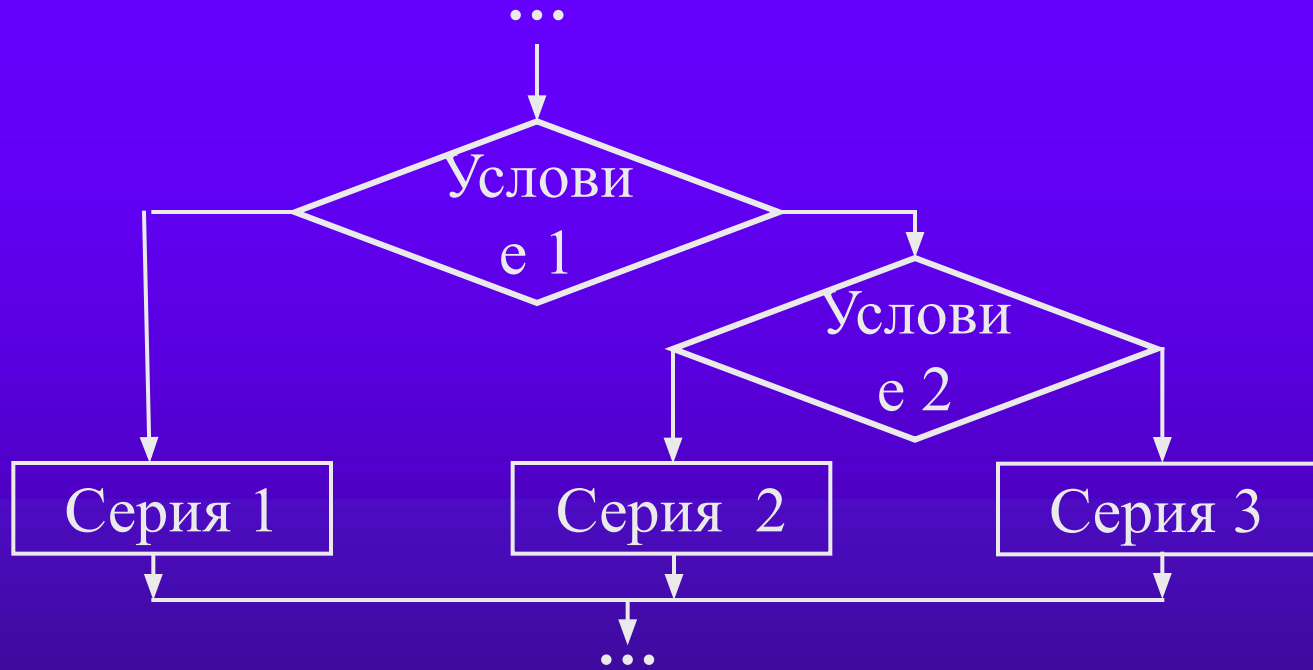 ...
Услови
е 1
Услови
е 2
Серия 1
Серия 2
Серия 3
...